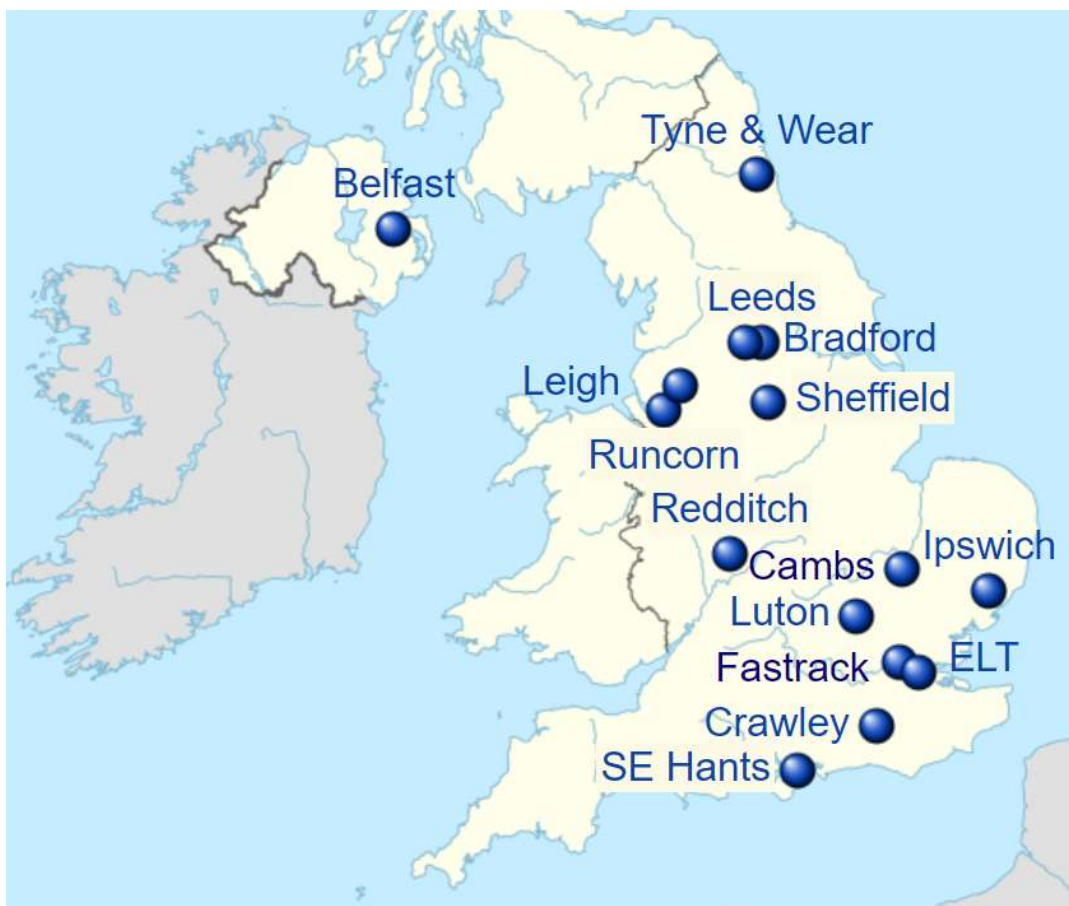 Tyne & Wear
Belfast
Leeds
Bradford
Leigh
Sheffield
Runcorn
Redditch
Ipswich
Cambs
Luton
ELT
Fastrack
Crawley
SE Hants